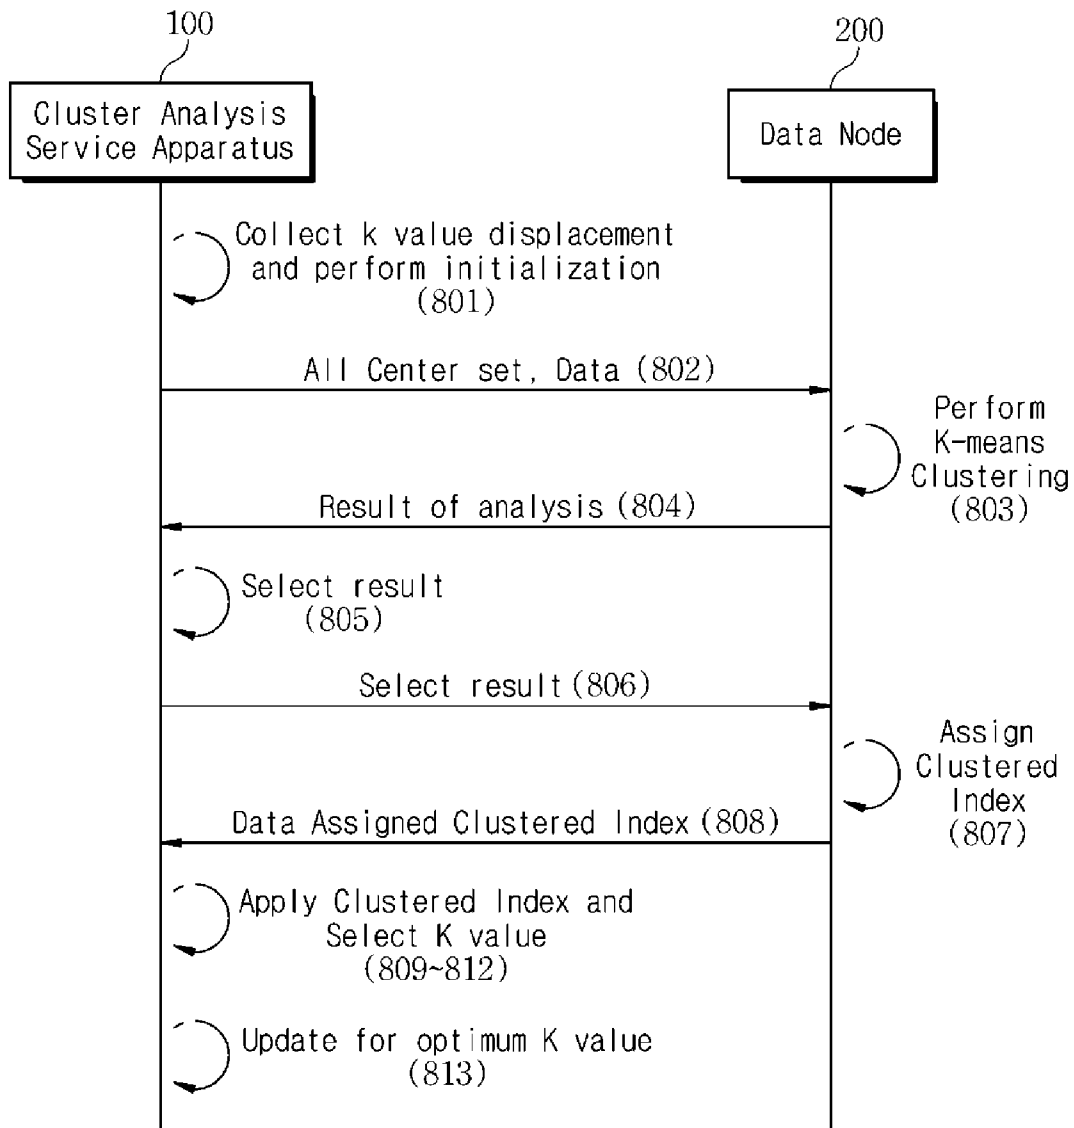 100
200
Cluster Analysis
Service Apparatus
Data Node
Collect k value displacement
and perform initialization
(801)
All Center set, Data (802)
Perform
K-means
Clustering
(803)
Result of analysis (804)
Select result
(805)
Select result (806)
Assign
Clustered
Index
(807)
Data Assigned Clustered Index (808)
Apply Clustered Index and
Select K value
(809~812)
Update for optimum K value
(813)